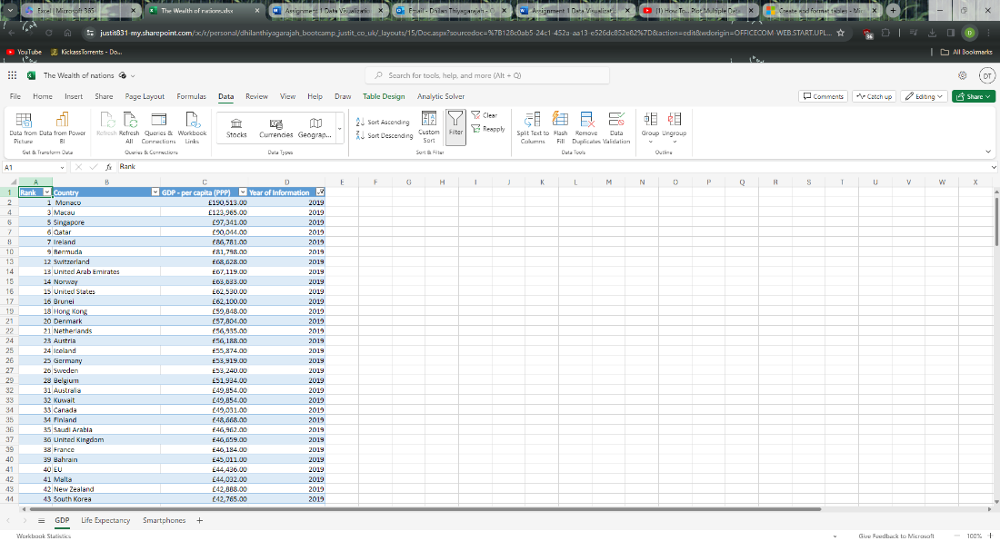 Excel | Microsoft 365
The Wealth of nations.xlsx
Assignment 1 Data Visualizatio
Email - Dhilan Thiyagarajah - O
Assignment 1 Data Visualizat
(1) How To... Plot Multiple Data
Create and format tables - Micr
justit831-my.sharepoint.com/:x:/r/personal/dhilanthiyagarajah_bootcamp_justit_co_uk/_layouts/15/Doc.aspx?sourcedoc=%7B128c0ab5-24c1-452a-aa13-e526dc852e82%7D&action=edit&wdorigin=OFFICECOM-WEB.START.UPL...
36
D
YouTube
KickassTorrents - Do...
All Bookmarks
The Wealth of nations
Search for tools, help, and more (Alt + Q)
DT
File Home Insert Share Page Layout Formulas Data Review View Help Draw Table Design Analytic Solver
Comments Catch up Editing Share
Data from Picture
Data from Power BI
Get & Transform Data
Refresh
Refresh All
Queries & Connections
Workbook Links
Queries & Connections
Stocks Currencies Geograp...
Data Types
Sort Ascending
Sort Descending
Custom Sort
Filter
Clear
Reapply
Sort & Filter
Split Text to Columns
Flash Fill
Remove Duplicates
Data Validation
Data Tools
Group Ungroup
Outline
A1 fx Rank
A B C D E F G H I J K L M N O P Q R S T U V W X
1 Rank Country GDP - per capita (PPP) Year of Information
2 1 Monaco £190,513.00 2019
4 3 Macau £123,965.00 2019
6 5 Singapore £97,341.00 2019
7 6 Qatar £90,044.00 2019
8 7 Ireland £86,781.00 2019
10 9 Bermuda £81,798.00 2019
13 12 Switzerland £68,628.00 2019
14 13 United Arab Emirates £67,119.00 2019
15 14 Norway £63,633.00 2019
16 15 United States £62,530.00 2019
17 16 Brunei £62,100.00 2019
19 18 Hong Kong £59,848.00 2019
21 20 Denmark £57,804.00 2019
22 21 Netherlands £56,935.00 2019
24 23 Austria £56,188.00 2019
25 24 Iceland £55,874.00 2019
26 25 Germany £53,919.00 2019
27 26 Sweden £53,240.00 2019
29 28 Belgium £51,934.00 2019
32 31 Australia £49,854.00 2019
33 32 Kuwait £49,854.00 2019
34 33 Canada £49,031.00 2019
35 34 Finland £48,668.00 2019
36 35 Saudi Arabia £46,962.00 2019
37 36 United Kingdom £46,659.00 2019
39 38 France £46,184.00 2019
40 39 Bahrain £45,011.00 2019
41 40 EU £44,436.00 2019
42 41 Malta £44,032.00 2019
43 42 New Zealand £42,888.00 2019
44 43 South Korea £42,765.00 2019
GDP Life Expectancy Smartphones +
Workbook Statistics
Give Feedback to Microsoft
100%